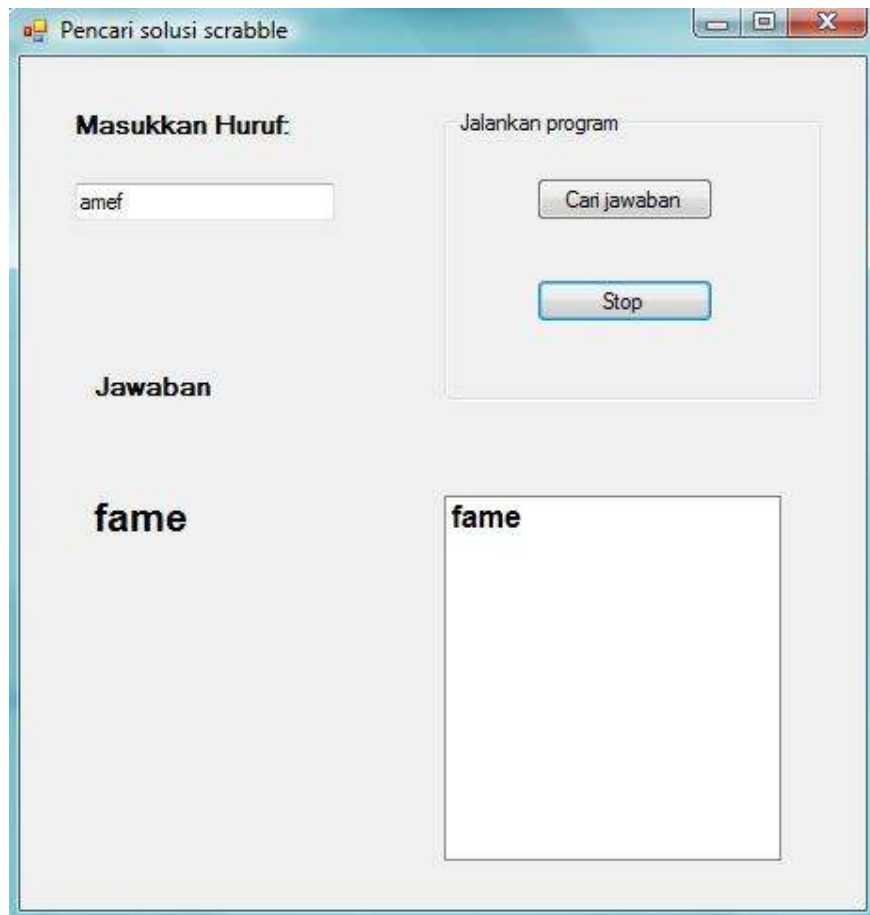 Pencari solusi scrabble
Masukkan Huruf:
Jalankan program
amef
Cari jawaban
Stop
Jawaban
fame
fame